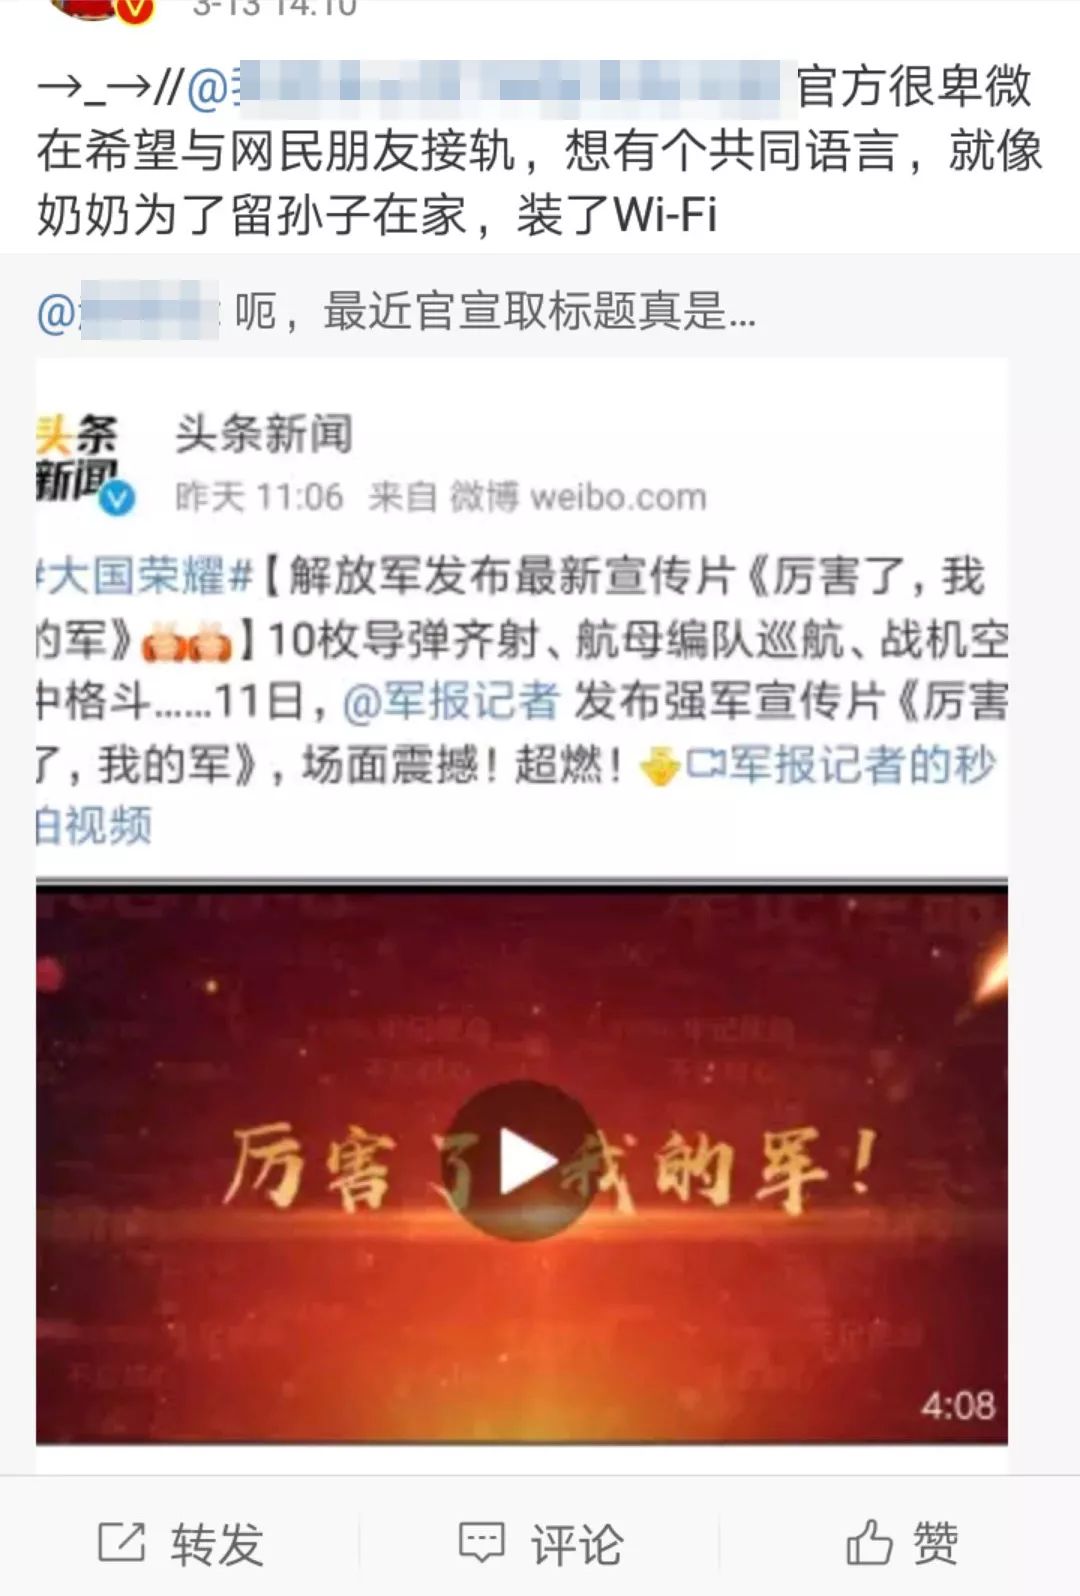 3-13 14:10
→_→//@ 官方很卑微
在希望与网民朋友接轨，想有个共同语言，就像
奶奶为了留孙子在家，装了Wi-Fi
@ 呃，最近官宣取标题真是...
头条
新闻
头条新闻
昨天 11:06 来自 微博 weibo.com
#大国荣耀#【解放军发布最新宣传片《厉害了，我
的军》】10枚导弹齐射、航母编队巡航、战机空
中格斗......11日，@军报记者 发布强军宣传片《厉害
了，我的军》，场面震撼！超燃！军报记者的秒
拍视频
厉害了 我的军！
4:08
转发
评论
赞